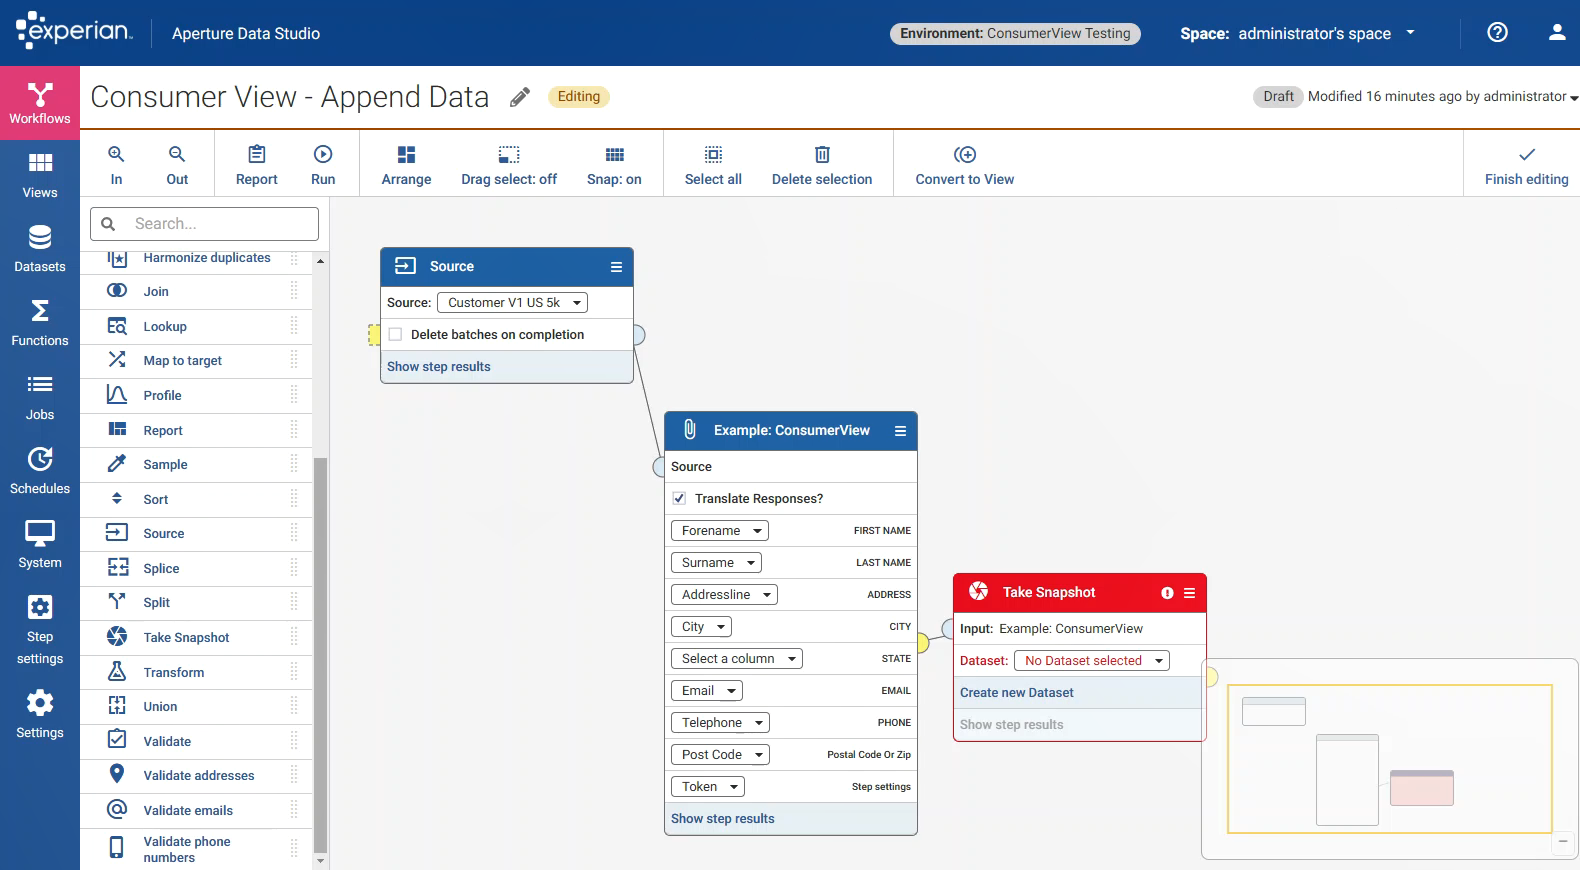 experian.
Aperture Data Studio
Environment: ConsumerView Testing
Space: administrator's space
Workflows
Views
Datasets
Functions
Jobs
Schedules
System
Step
settings
Settings
Consumer View - Append Data
Editing
Draft
Modified 16 minutes ago by administrator
In
Out
Report
Run
Arrange
Drag select: off
Snap: on
Select all
Delete selection
Convert to View
Finish editing
Search...
Harmonize duplicates
Join
Lookup
Map to target
Profile
Report
Sample
Sort
Source
Splice
Split
Take Snapshot
Transform
Union
Validate
Validate addresses
Validate emails
Validate phone
numbers
Source
Source: Customer V1 US 5k
Delete batches on completion
Show step results
Example: ConsumerView
Source
Translate Responses?
Forename FIRST NAME
Surname LAST NAME
Addressline ADDRESS
City CITY
Select a column STATE
Email EMAIL
Telephone PHONE
Post Code Postal Code Or Zip
Token Step settings
Show step results
Take Snapshot
Input: Example: ConsumerView
Dataset: No Dataset selected
Create new Dataset
Show step results